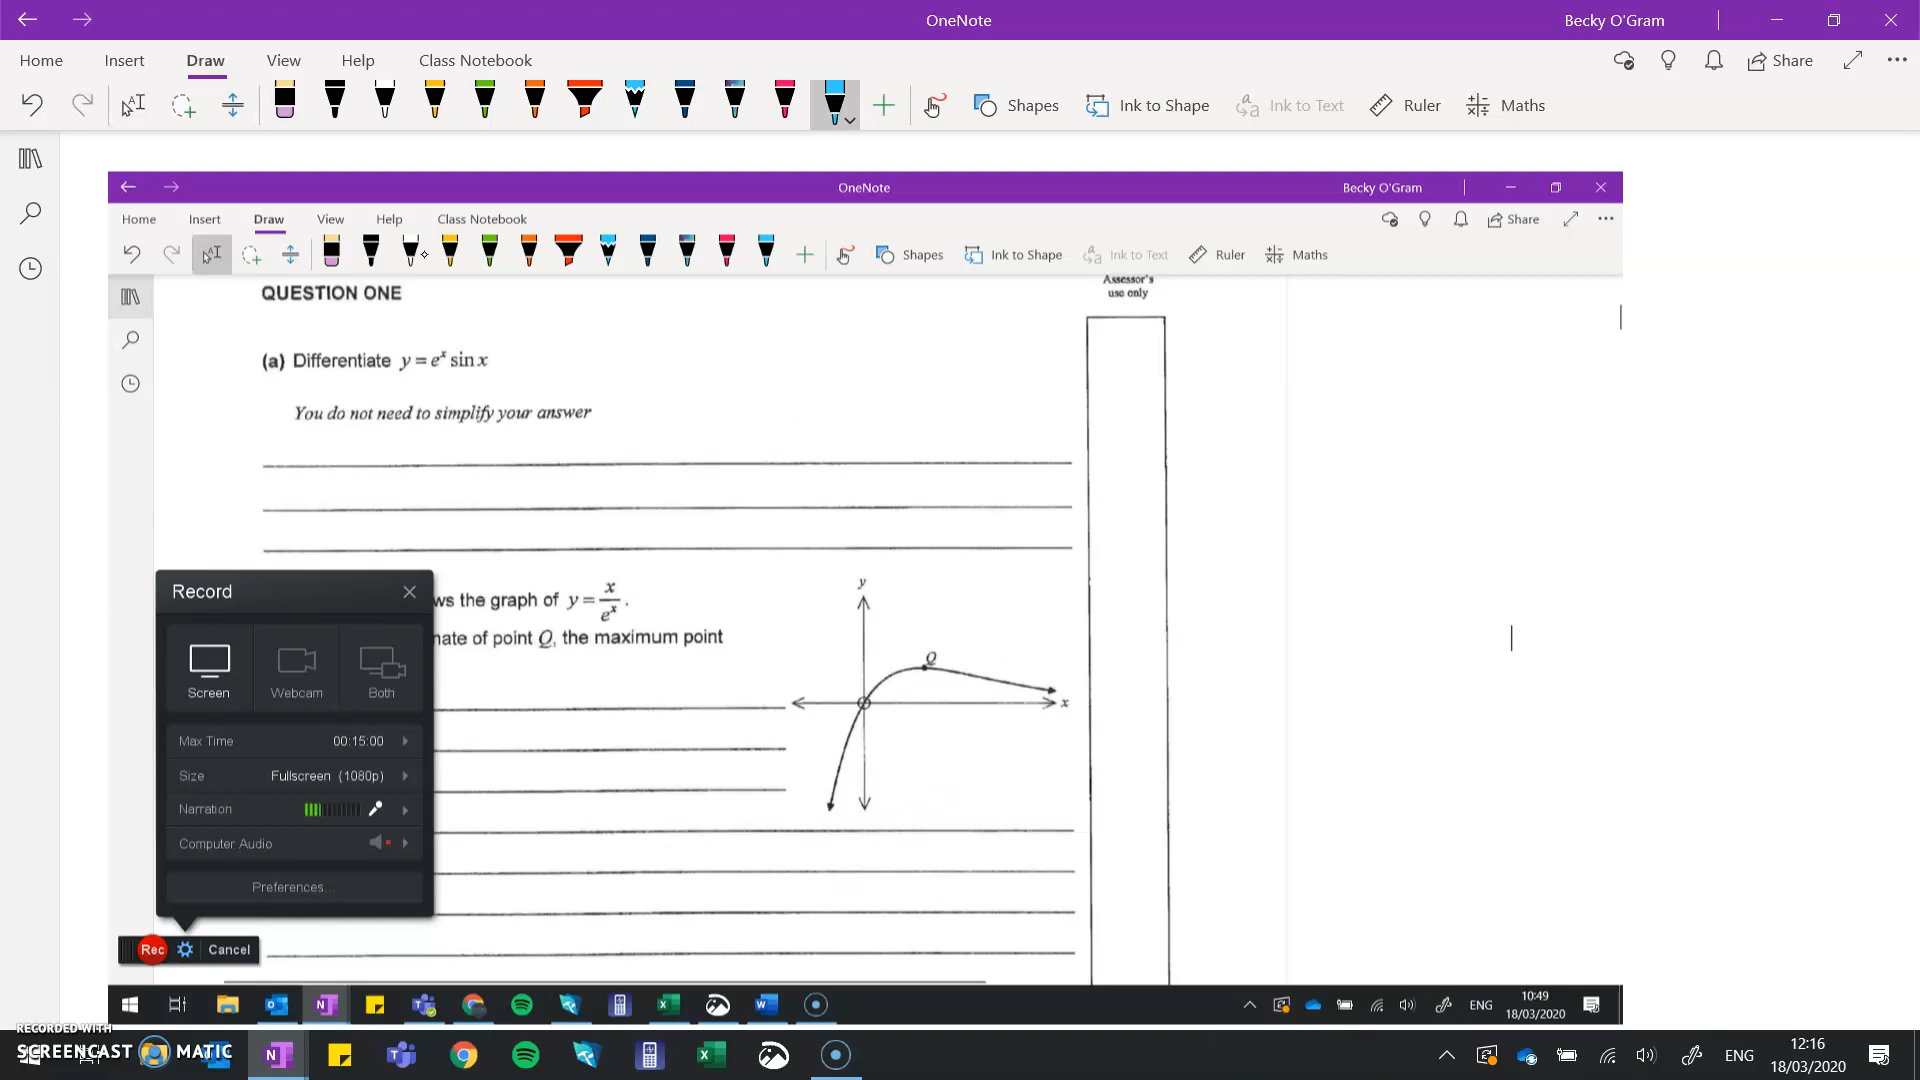 OneNote
Becky O'Gram
Home Insert Draw View Help Class Notebook
Share
Shapes Ink to Shape Ink to Text Ruler Maths
OneNote
Becky O'Gram
Home Insert Draw View Help Class Notebook
Share
Shapes Ink to Shape Ink to Text Ruler Maths
Assessor's
use only
QUESTION ONE
(a) Differentiate y = eˣ sin x
You do not need to simplify your answer
ws the graph of y = x/eˣ.
nate of point Q, the maximum point
y
Q
x
Record
Screen Webcam Both
Max Time 00:15:00
Size Fullscreen (1080p)
Narration
Computer Audio
Preferences...
Rec Cancel
ENG
10:49
18/03/2020
RECORDED WITH
SCREENCAST MATIC
ENG
12:16
18/03/2020